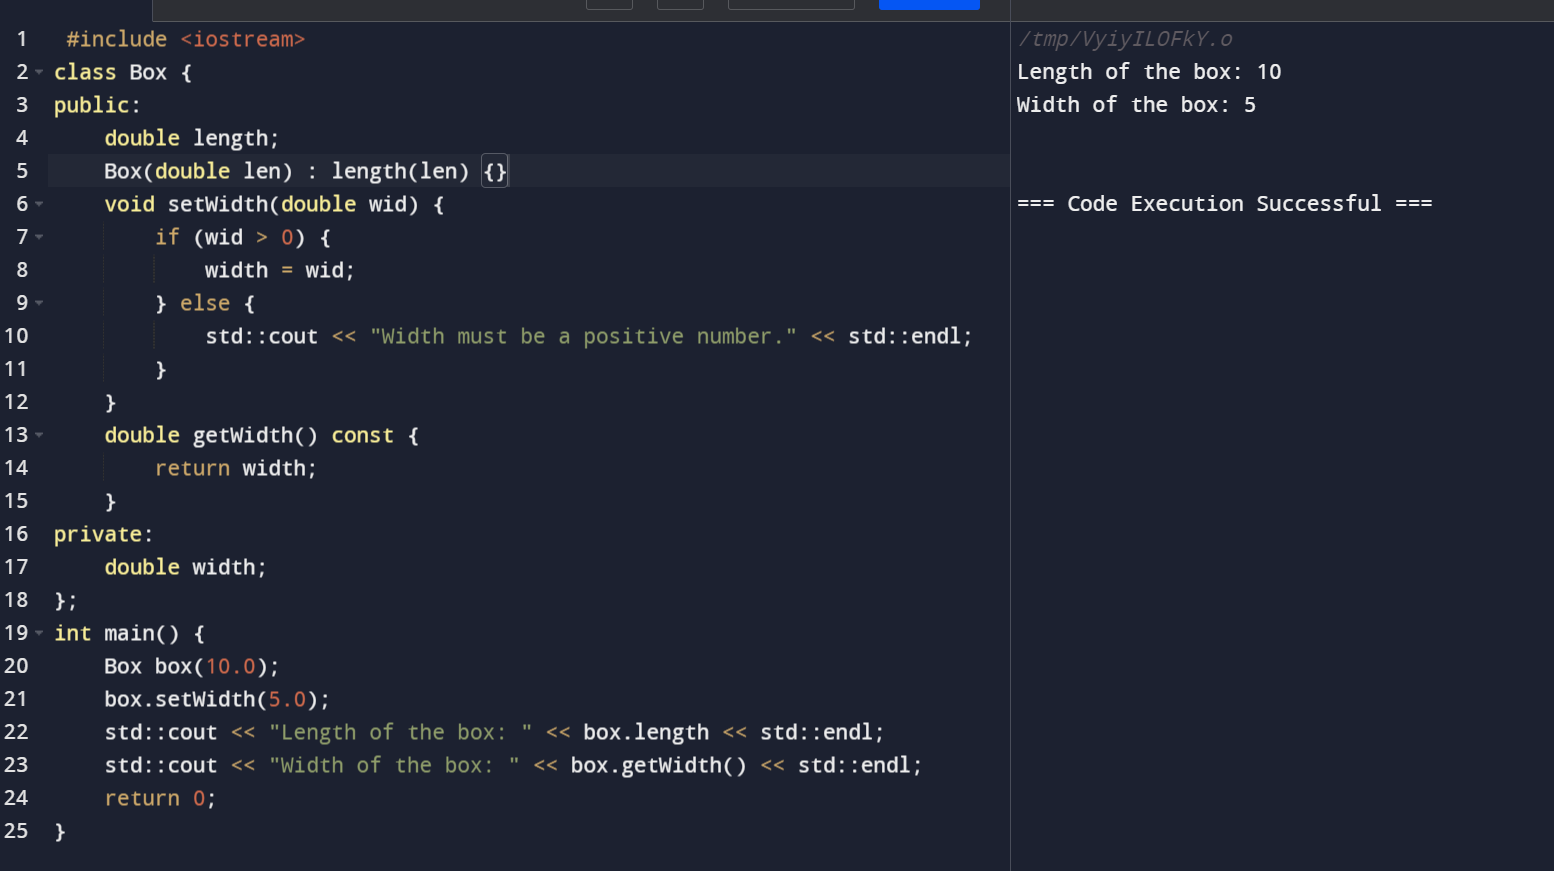 1 #include <iostream>
2 class Box {
3 public:
4     double length;
5     Box(double len) : length(len) {}
6     void setWidth(double wid) {
7         if (wid > 0) {
8             width = wid;
9         } else {
10             std::cout << "Width must be a positive number." << std::endl;
11         }
12     }
13     double getWidth() const {
14         return width;
15     }
16 private:
17     double width;
18 };
19 int main() {
20     Box box(10.0);
21     box.setWidth(5.0);
22     std::cout << "Length of the box: " << box.length << std::endl;
23     std::cout << "Width of the box: " << box.getWidth() << std::endl;
24     return 0;
25 }
/tmp/VyiyILOFkY.o
Length of the box: 10
Width of the box: 5
=== Code Execution Successful ===